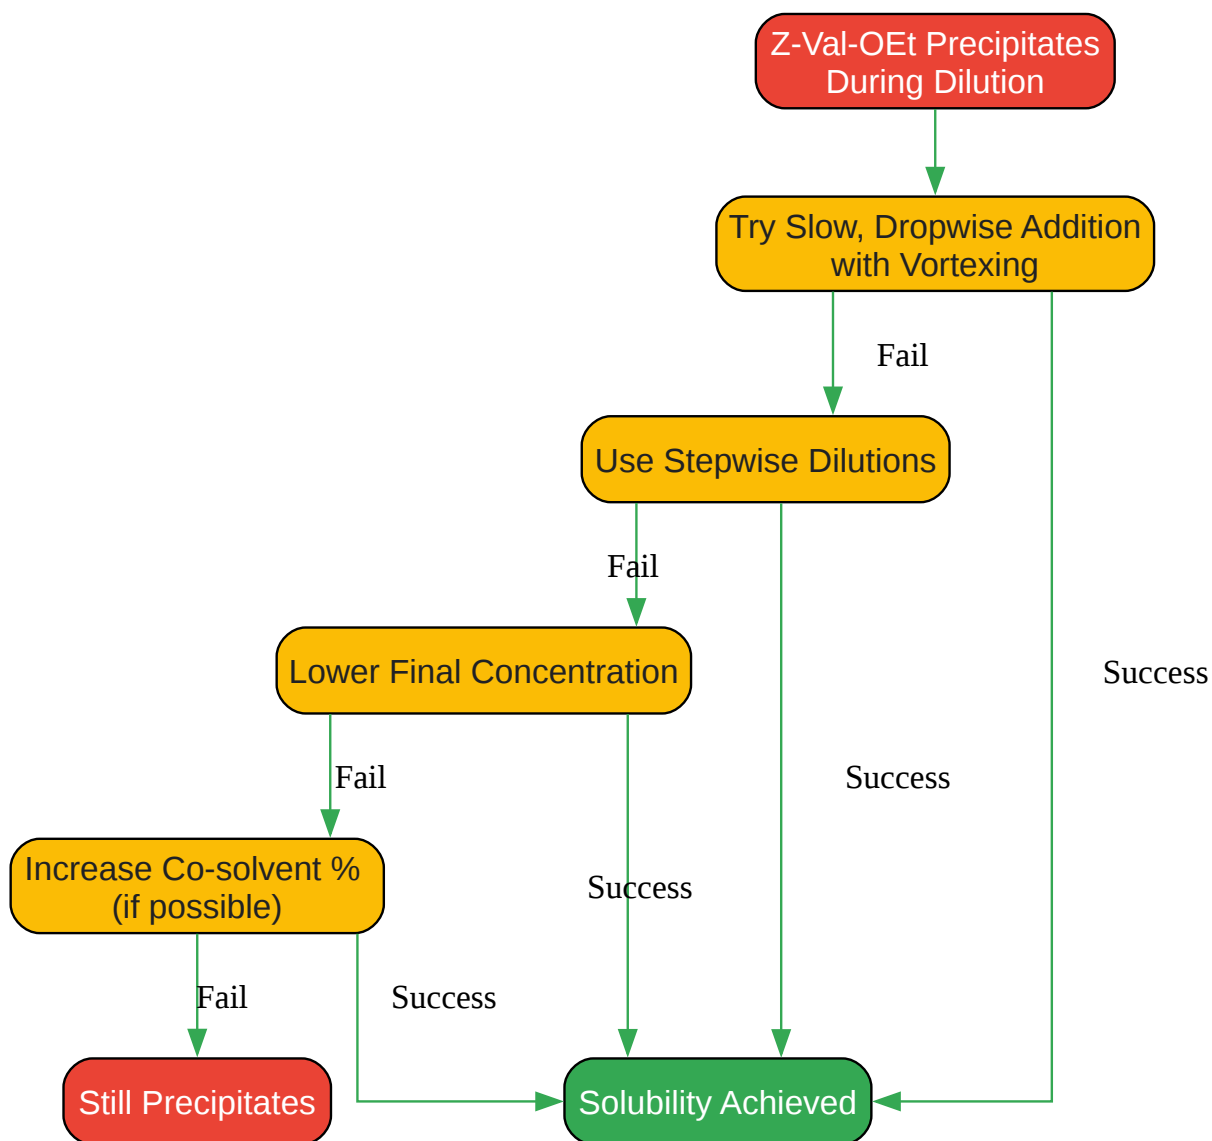 Z-Val-OEt Precipitates
During Dilution
Try Slow, Dropwise Addition
with Vortexing
Fail
Use Stepwise Dilutions
Fail
Lower Final Concentration
Success
Fail
Success
Increase Co-solvent %
(if possible)
Success
Fail
Success
Still Precipitates
Solubility Achieved